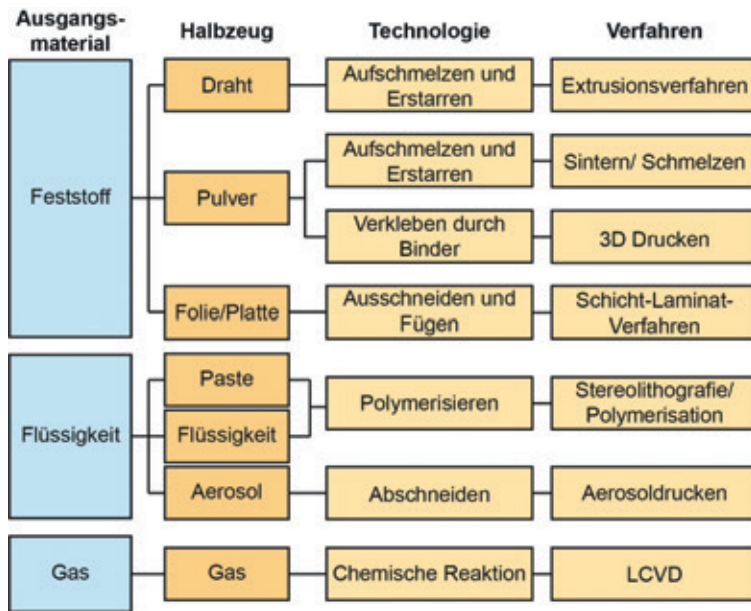 Ausgangs-
material
Halbzeug
Technologie
Verfahren
Feststoff
Draht
Aufschmelzen und
Erstarren
Extrusionsverfahren
Pulver
Aufschmelzen und
Erstarren
Sintern/ Schmelzen
Verkleben durch
Binder
3D Drucken
Folie/Platte
Ausschneiden und
Fügen
Schicht-Laminat-
Verfahren
Flüssigkeit
Paste
Flüssigkeit
Polymerisieren
Stereolithografie/
Polymerisation
Aerosol
Abschneiden
Aerosoldrucken
Gas
Gas
Chemische Reaktion
LCVD